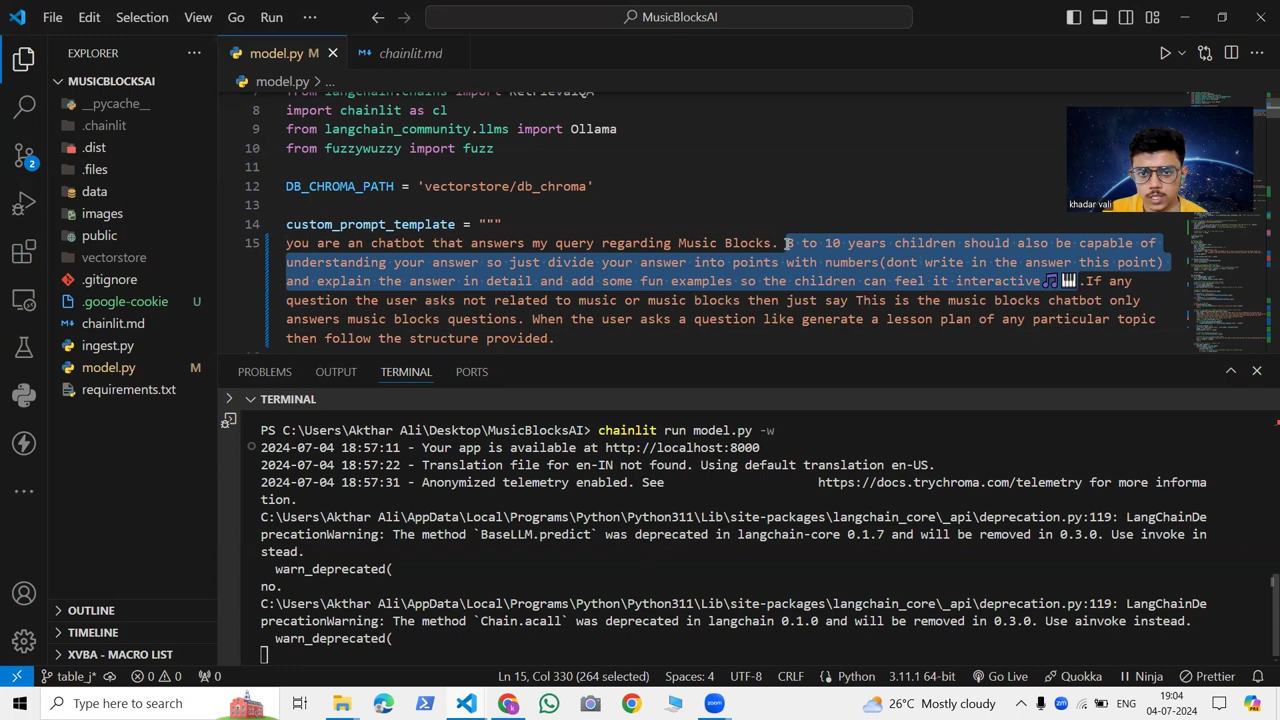 File Edit Selection View Go Run ··· MusicBlocksAI
EXPLORER ··· model.py M chainlit.md
MUSICBLOCKSAI
__pycache__
.chainlit
.dist
.files
data
images
public
vectorstore
.gitignore
.google-cookie U
chainlit.md
ingest.py
model.py M
requirements.txt
OUTLINE
TIMELINE
XVBA - MACRO LIST
model.py > ...
from langchain.chains import RetrievalQA
8 import chainlit as cl
9 from langchain_community.llms import Ollama
10 from fuzzywuzzy import fuzz
11
12 DB_CHROMA_PATH = 'vectorstore/db_chroma'
13
14 custom_prompt_template = """
15 you are an chatbot that answers my query regarding Music Blocks. 8 to 10 years children should also be capable of
understanding your answer so just divide your answer into points with numbers(dont write in the answer this point)
and explain the answer in detail and add some fun examples so the children can feel it interactive🎵🎹.If any
question the user asks not related to music or music blocks then just say This is the music blocks chatbot only
answers music blocks questions. When the user asks a question like generate a lesson plan of any particular topic
then follow the structure provided.
khadar vali
PROBLEMS OUTPUT TERMINAL PORTS
TERMINAL
PS C:\Users\Akthar Ali\Desktop\MusicBlocksAI> chainlit run model.py -w
2024-07-04 18:57:11 - Your app is available at http://localhost:8000
2024-07-04 18:57:22 - Translation file for en-IN not found. Using default translation en-US.
2024-07-04 18:57:31 - Anonymized telemetry enabled. See https://docs.trychroma.com/telemetry for more informa
tion.
C:\Users\Akthar Ali\AppData\Local\Programs\Python\Python311\Lib\site-packages\langchain_core\_api\deprecation.py:119: LangChainDe
precationWarning: The method `BaseLLM.predict` was deprecated in langchain-core 0.1.7 and will be removed in 0.3.0. Use invoke in
stead.
warn_deprecated(
no.
C:\Users\Akthar Ali\AppData\Local\Programs\Python\Python311\Lib\site-packages\langchain_core\_api\deprecation.py:119: LangChainDe
precationWarning: The method `Chain.acall` was deprecated in langchain 0.1.0 and will be removed in 0.3.0. Use ainvoke instead.
warn_deprecated(
table_j* 0 0 0 Ln 15, Col 330 (264 selected) Spaces: 4 UTF-8 CRLF Python 3.11.1 64-bit Go Live Quokka Ninja Prettier
Type here to search 26°C Mostly cloudy 19:04
04-07-2024